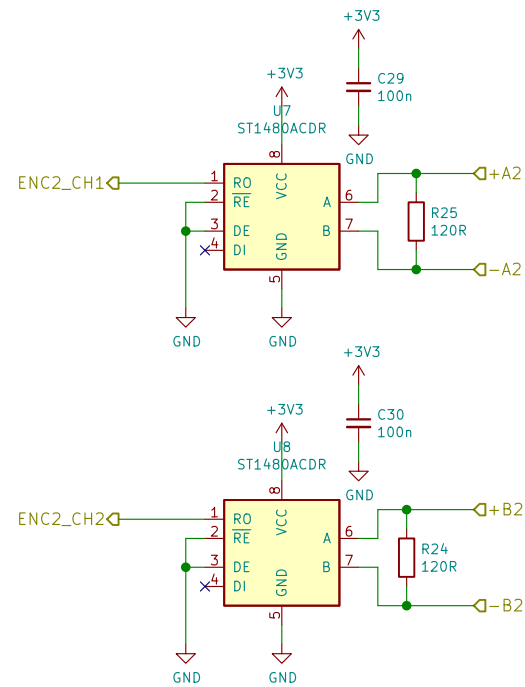 +3V3
C29
100n
GND
+3V3
U7
ST1480ACDR
ENC2_CH1
1 RO
2 RE
3 DE
4 DI
8 VCC
5 GND
A 6
B 7
+A2
R25
120R
-A2
GND
GND
+3V3
C30
100n
GND
+3V3
U8
ST1480ACDR
ENC2_CH2
1 RO
2 RE
3 DE
4 DI
8 VCC
5 GND
A 6
B 7
+B2
R24
120R
-B2
GND
GND